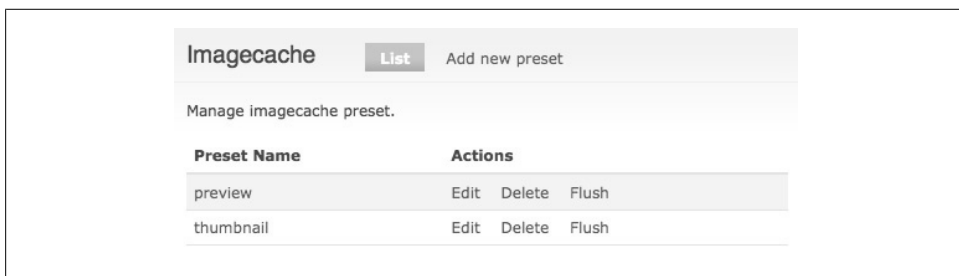 Imagecache List Add new preset
Manage imagecache preset.
Preset Name Actions
preview Edit Delete Flush
thumbnail Edit Delete Flush